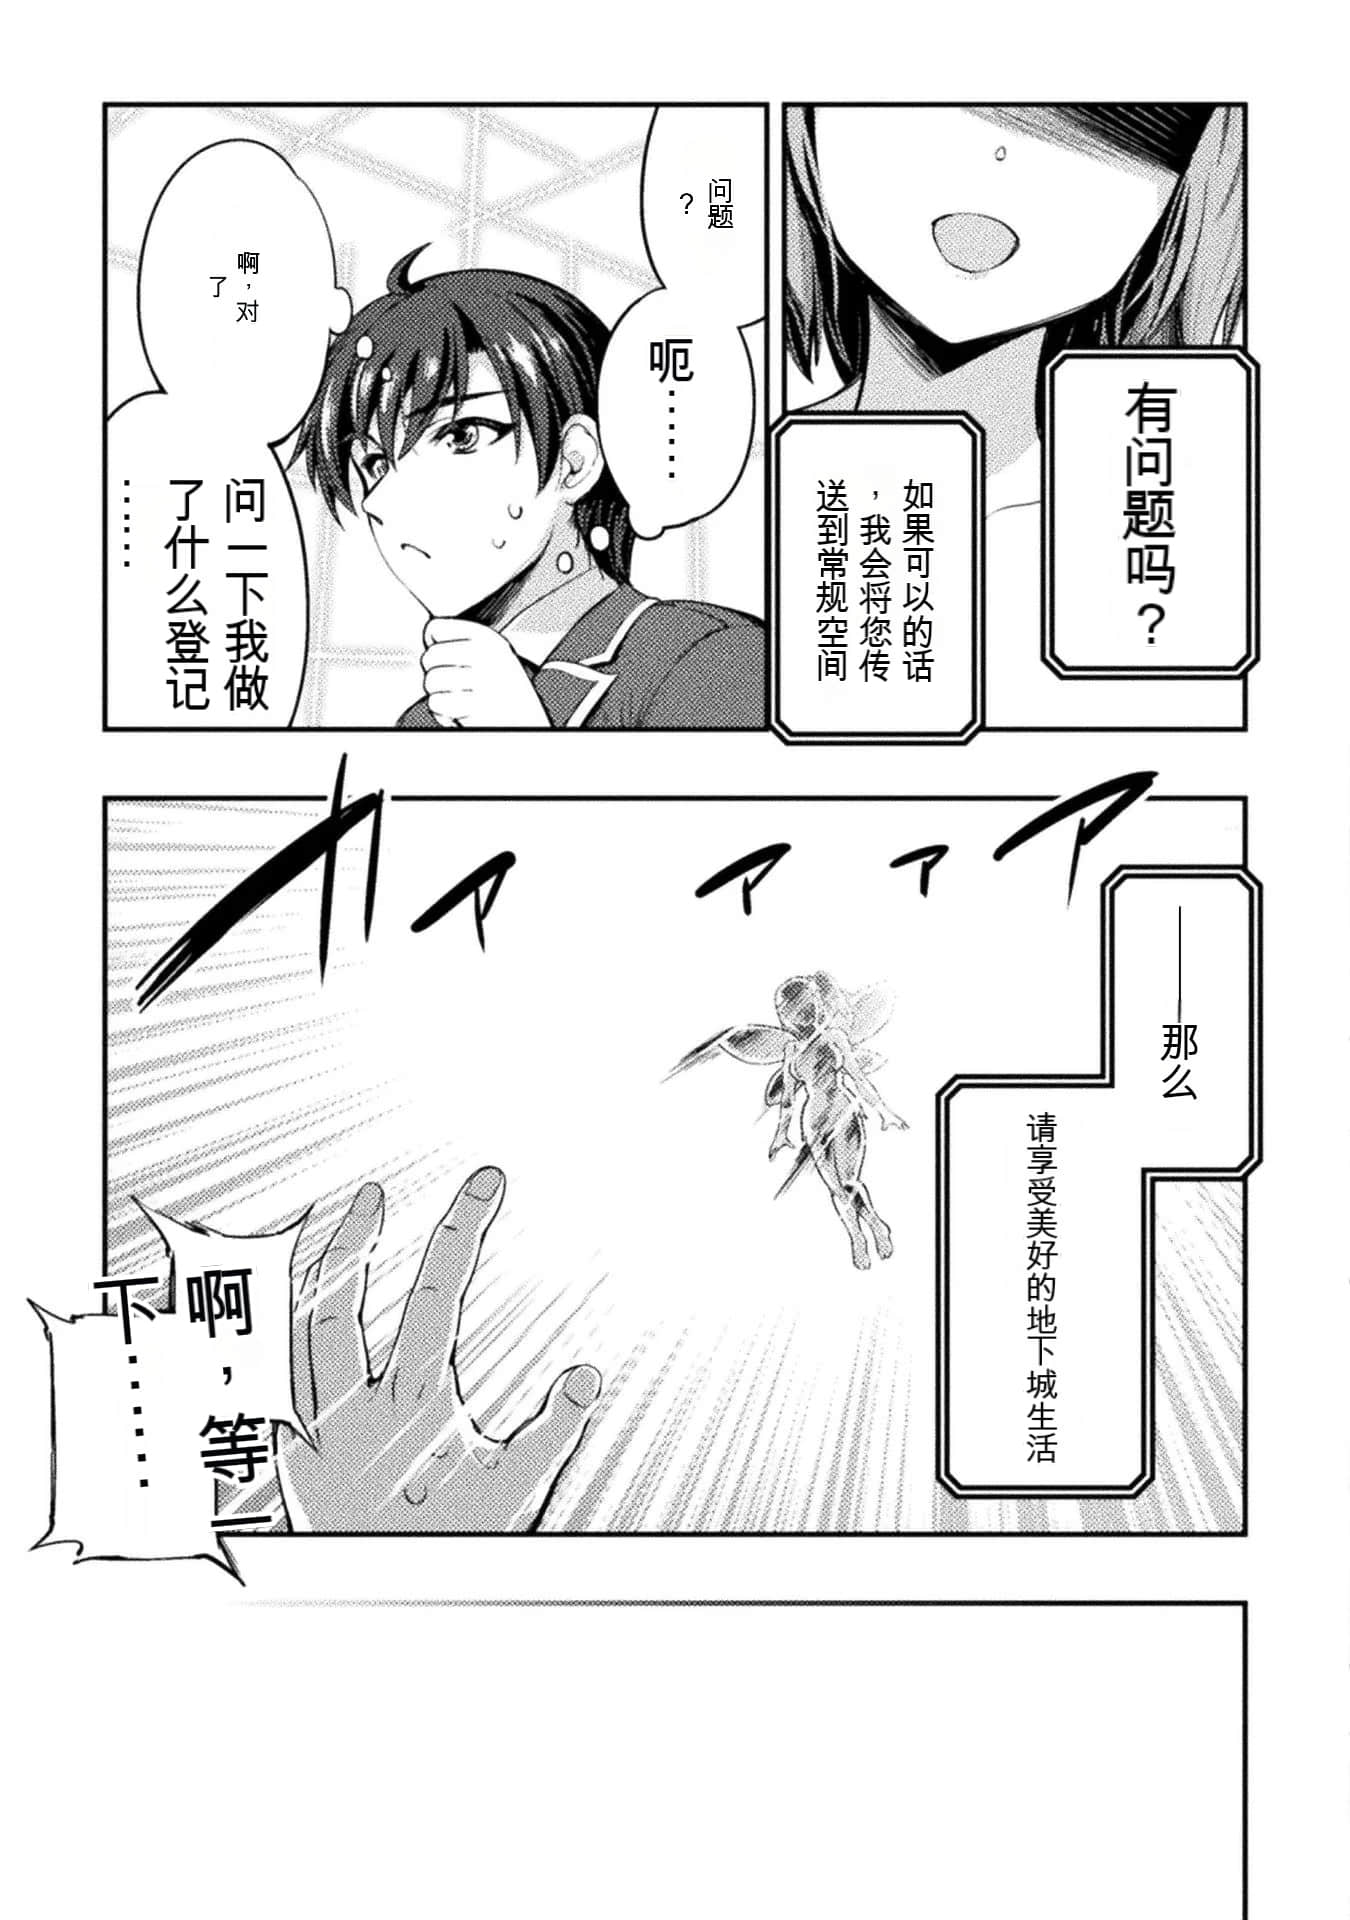 有问题吗？
如果可以的话
，我会将您传
送到常规空间
问题
？
呃……
啊，对
了
问一下我做
了什么登记
……
ァァァァガ
——那么
请享受美好的地下城生活
啊，等一
下……